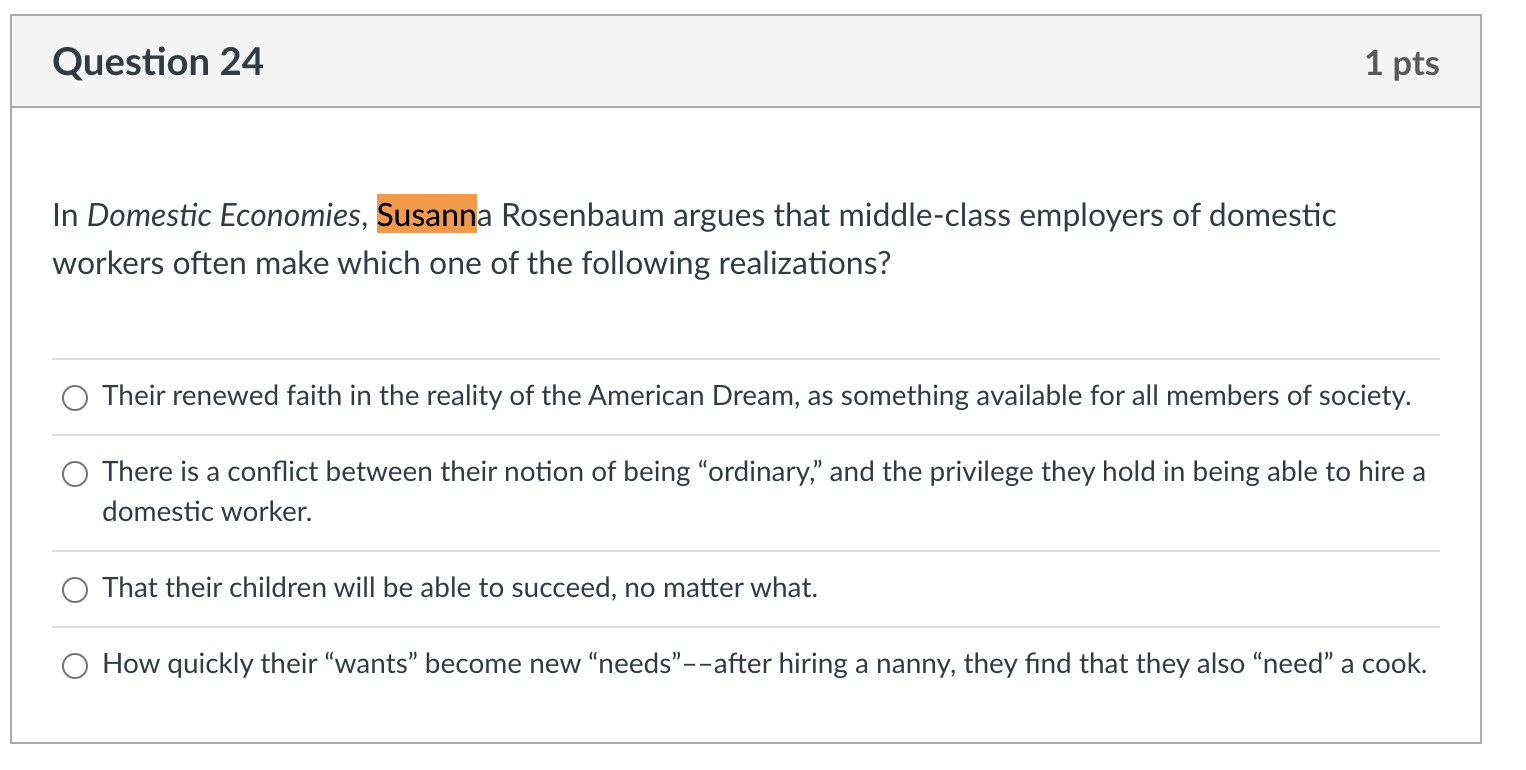 Question 24
1 pts
In Domestic Economies, Susanna Rosenbaum argues that middle-class employers of domestic
workers often make which one of the following realizations?
Their renewed faith in the reality of the American Dream, as something available for all members of society.
There is a conflict between their notion of being “ordinary,” and the privilege they hold in being able to hire a
domestic worker.
That their children will be able to succeed, no matter what.
How quickly their “wants” become new “needs”––after hiring a nanny, they find that they also “need” a cook.